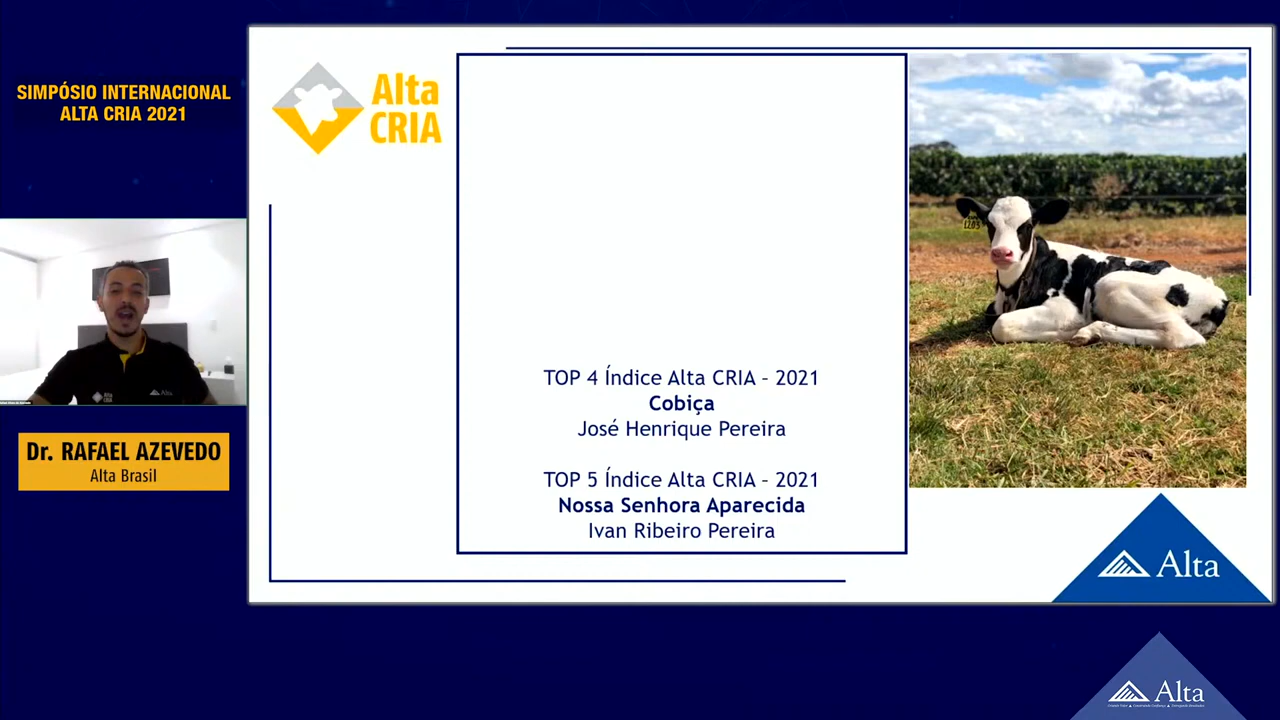 SIMPÓSIO INTERNACIONAL
ALTA CRIA 2021
Dr. RAFAEL AZEVEDO
Alta Brasil
Alta
CRIA
TOP 4 Índice Alta CRIA – 2021
Cobiça
José Henrique Pereira
TOP 5 Índice Alta CRIA – 2021
Nossa Senhora Aparecida
Ivan Ribeiro Pereira
Alta
Alta